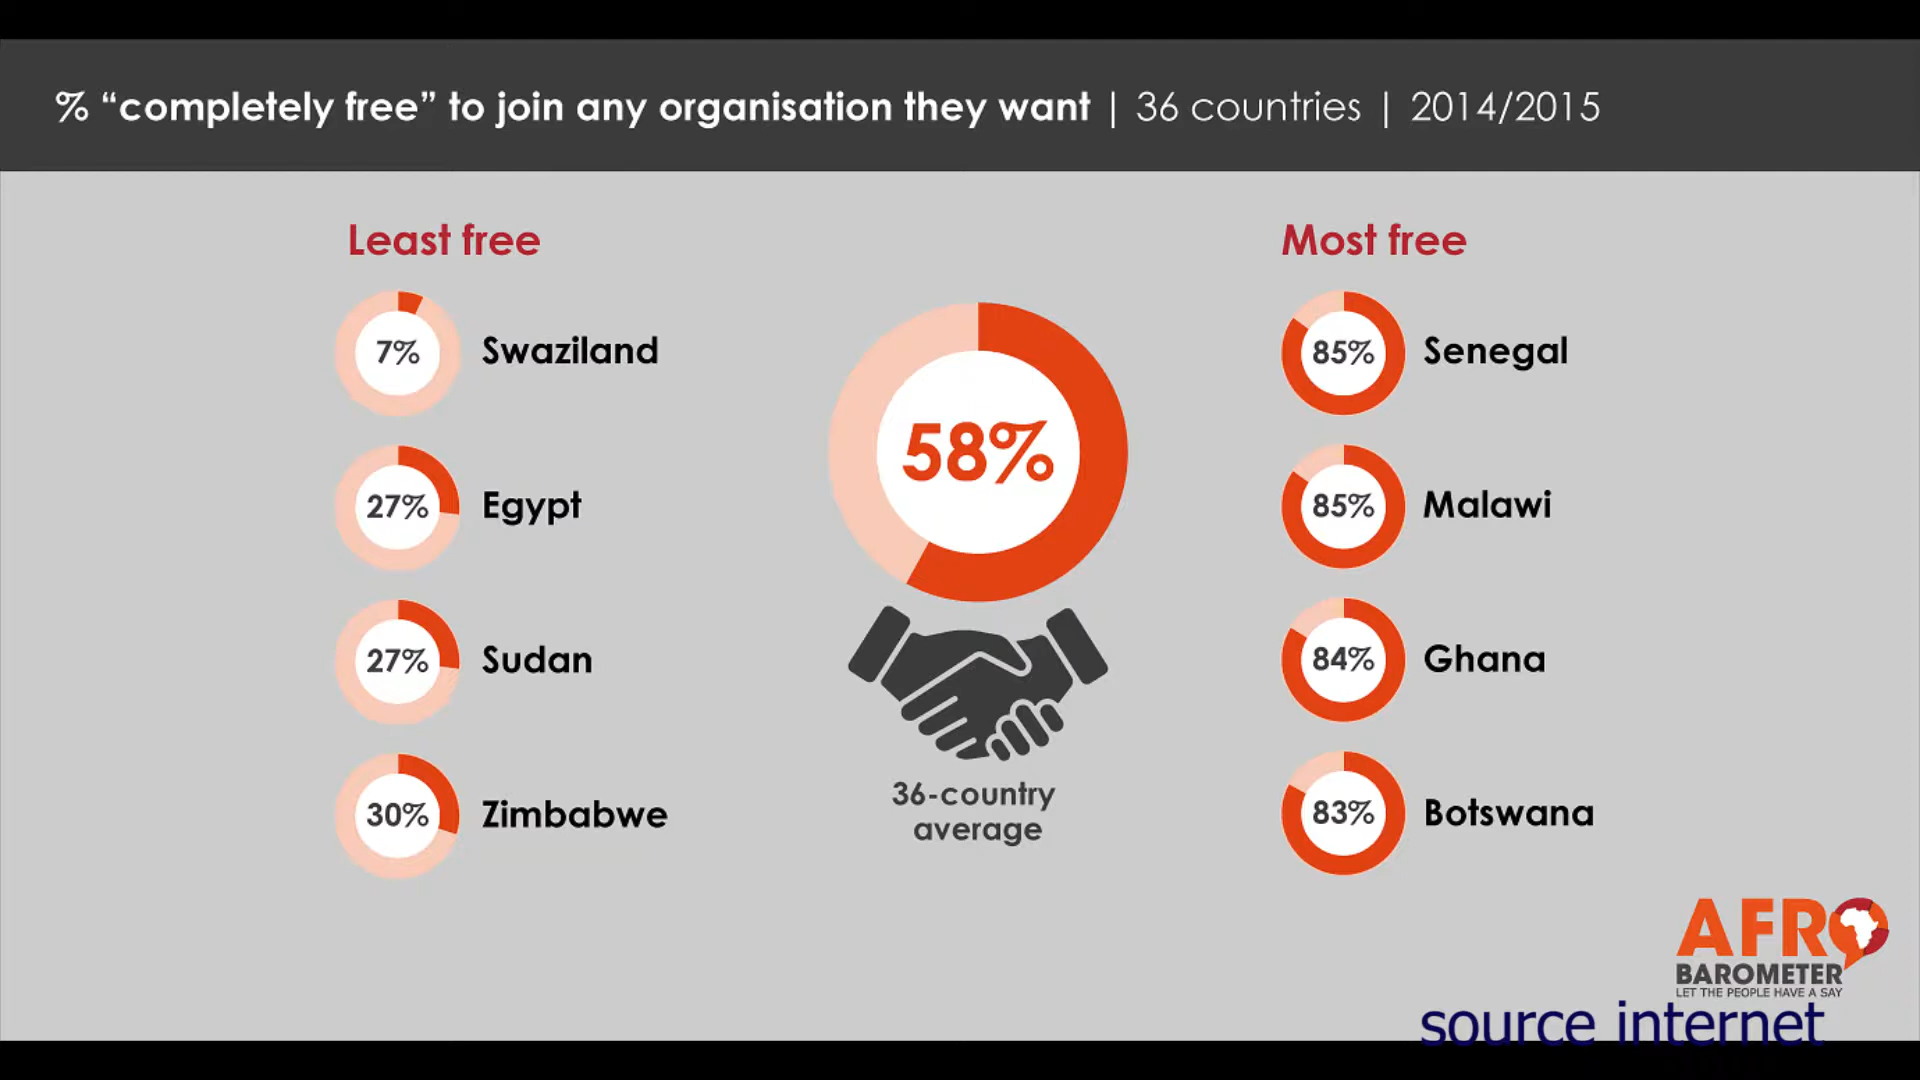 % “completely free” to join any organisation they want | 36 countries | 2014/2015
Least free
7% Swaziland
27% Egypt
27% Sudan
30% Zimbabwe
58%
36-country
average
Most free
85% Senegal
85% Malawi
84% Ghana
83% Botswana
AFRO
BAROMETER
LET THE PEOPLE HAVE A SAY
source internet